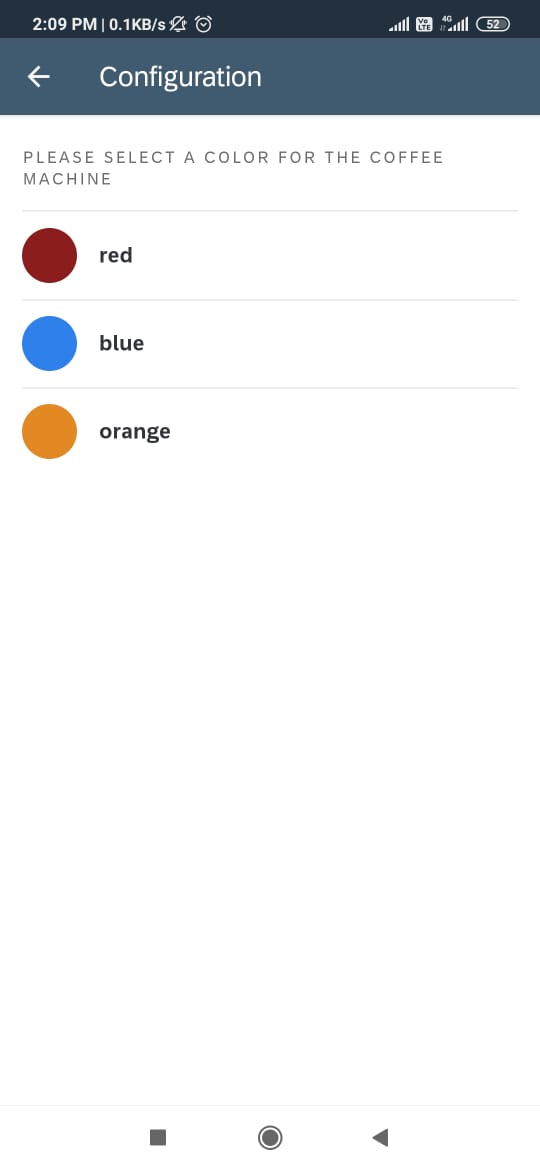 2:09 PM | 0.1KB/s Vo LTE 4G 52
Configuration
PLEASE SELECT A COLOR FOR THE COFFEE
MACHINE
red
blue
orange